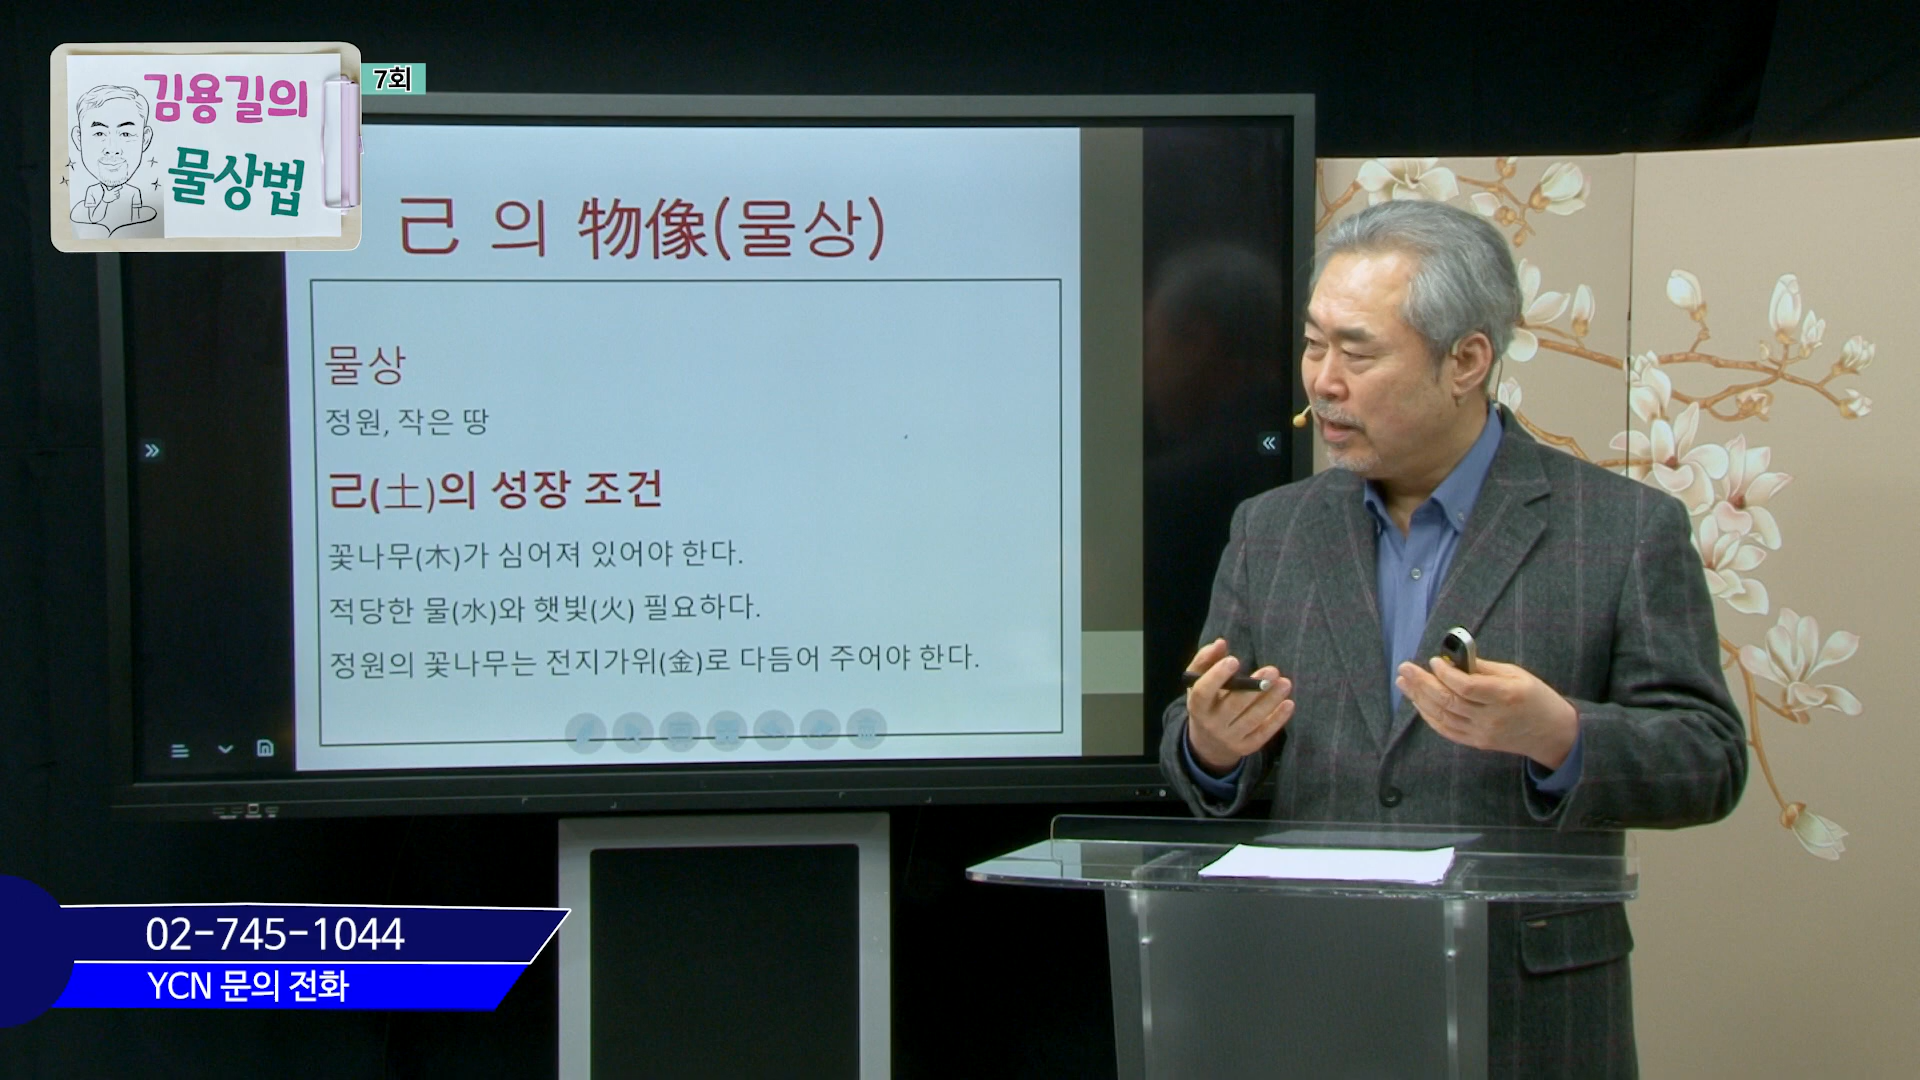 김용길의
물상법
7회
己 의 物像(물상)
물상
정원, 작은 땅
己(土)의 성장 조건
꽃나무(木)가 심어져 있어야 한다.
적당한 물(水)와 햇빛(火) 필요하다.
정원의 꽃나무는 전지가위(金)로 다듬어 주어야 한다.
02-745-1044
YCN 문의 전화